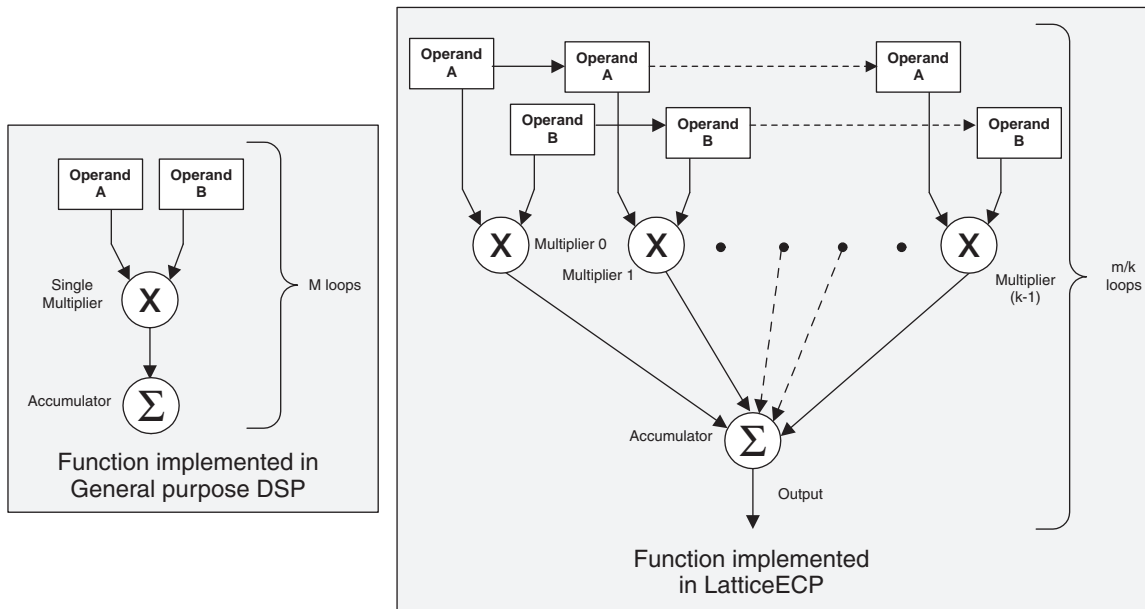 Operand
A
Operand
B
Single
Multiplier
X
M loops
Accumulator
Σ
Function implemented in
General purpose DSP
Operand
A
Operand
A
Operand
A
Operand
B
Operand
B
Operand
B
X
Multiplier 0
X
Multiplier 1
X
Multiplier
(k-1)
m/k
loops
Accumulator
Σ
Output
Function implemented
in LatticeECP